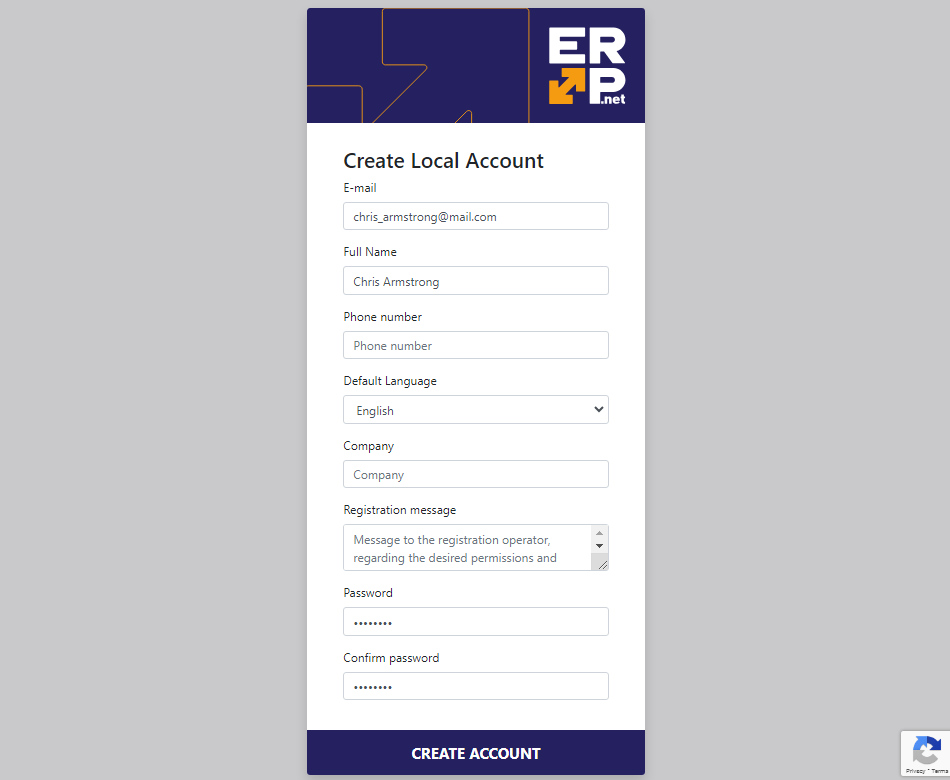 ER
P.net
Create Local Account
E-mail
chris_armstrong@mail.com
Full Name
Chris Armstrong
Phone number
Phone number
Default Language
English
Company
Company
Registration message
Message to the registration operator,
regarding the desired permissions and
Password
••••••••
Confirm password
••••••••
CREATE ACCOUNT
Privacy - Terms